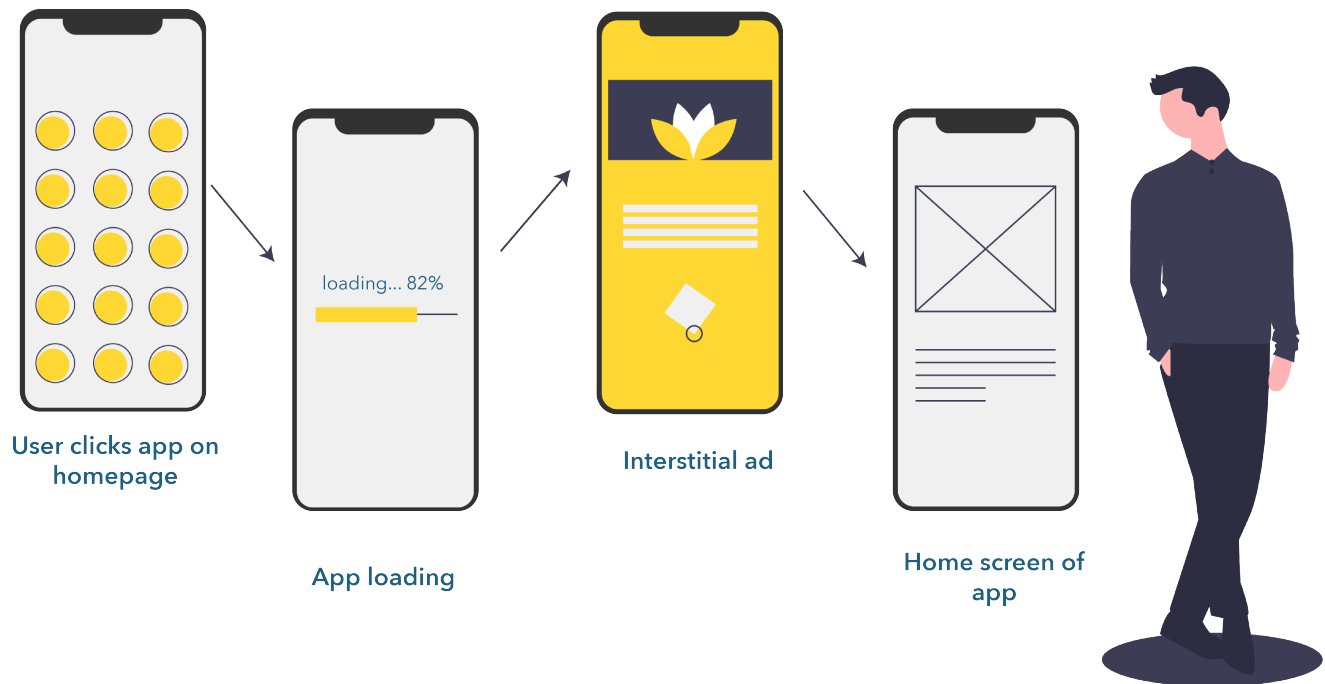 User clicks app on
homepage
loading... 82%
App loading
Interstitial ad
Home screen of
app